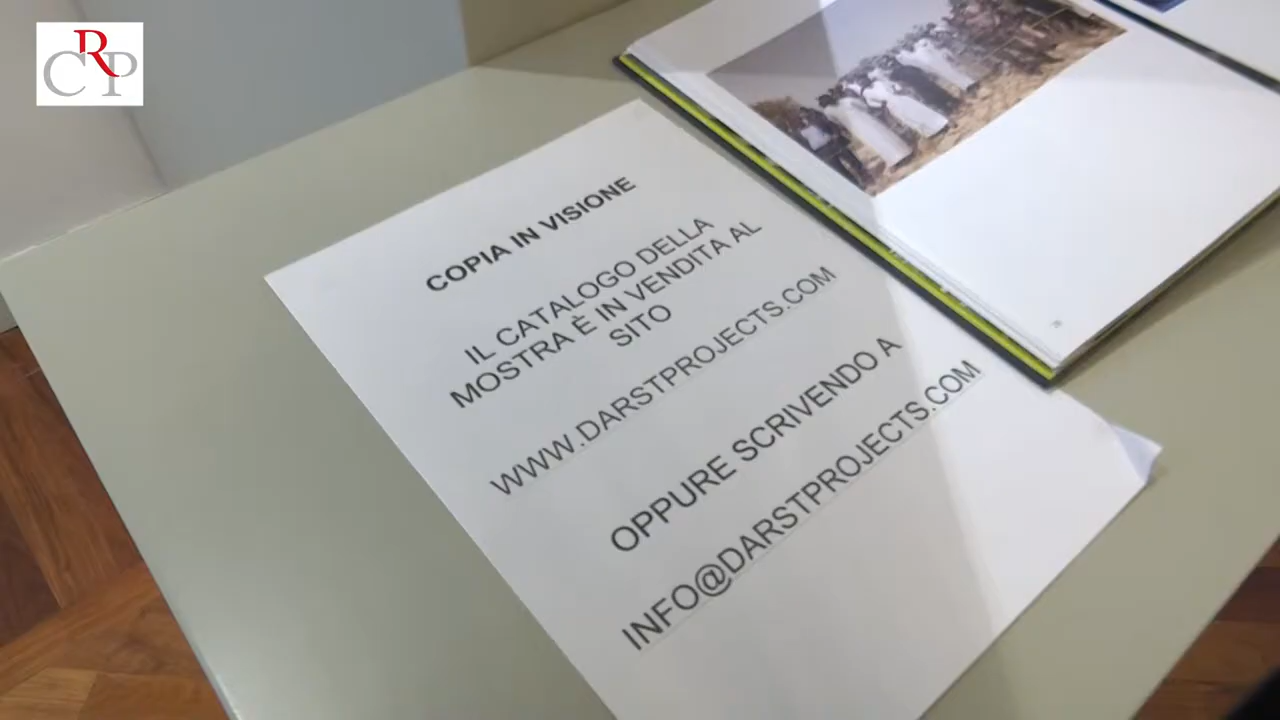 CRP
COPIA IN VISIONE
IL CATALOGO DELLA
MOSTRA È IN VENDITA AL
SITO
WWW.DARSTPROJECTS.COM
OPPURE SCRIVENDO A
INFO@DARSTPROJECTS.COM